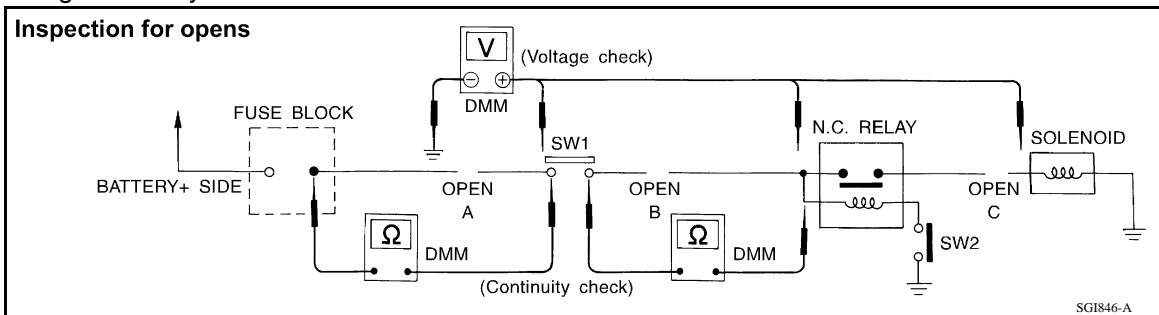 Inspection for opens
V
(Voltage check)
DMM
FUSE BLOCK
SW1
N.C. RELAY
SOLENOID
BATTERY+ SIDE
OPEN
A
OPEN
B
OPEN
C
Ω
DMM
Ω
DMM
SW2
(Continuity check)
SGI846-A